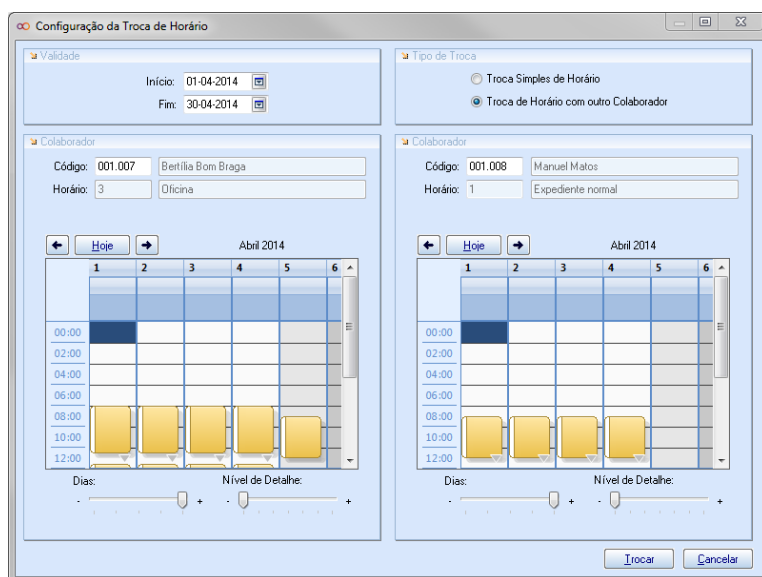 Configuração da Troca de Horário
Validade
Início: 01-04-2014
Fim: 30-04-2014
Tipo de Troca
Troca Simples de Horário
Troca de Horário com outro Colaborador
Colaborador
Código: 001.007 Bertília Bom Braga
Horário: 3 Oficina
Hoje Abril 2014
1 2 3 4 5 6
00:00
02:00
04:00
06:00
08:00
10:00
12:00
Dias: Nível de Detalhe:
- + - +
Colaborador
Código: 001.008 Manuel Matos
Horário: 1 Expediente normal
Hoje Abril 2014
1 2 3 4 5 6
00:00
02:00
04:00
06:00
08:00
10:00
12:00
Dias: Nível de Detalhe:
- + - +
Trocar Cancelar